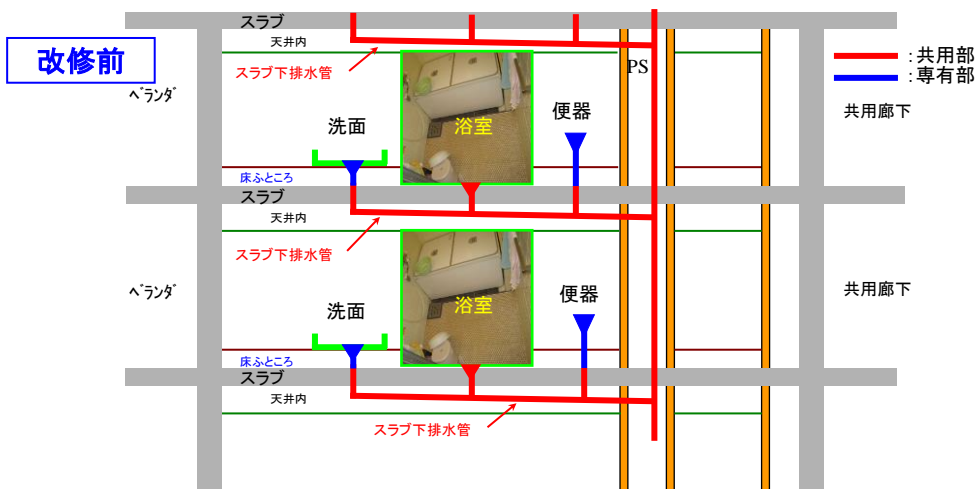 改修前
スラブ
天井内
スラブ下排水管
PS
:共用部
:専有部
ベランダ
洗面
浴室
便器
共用廊下
床ふところ
スラブ
天井内
スラブ下排水管
ベランダ
洗面
浴室
便器
共用廊下
床ふところ
スラブ
天井内
スラブ下排水管